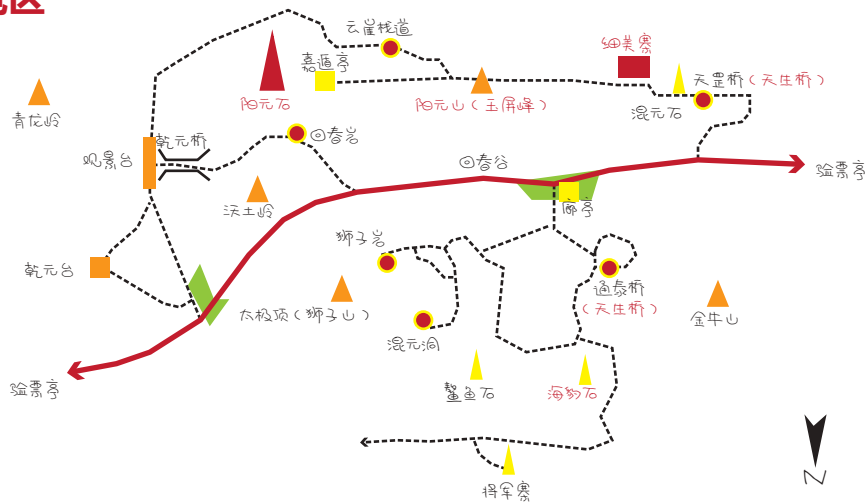 区
云崖栈道
嘉遁亭
细美寨
天罡桥(天生桥)
青龙岭
阳元石
阳元山(玉屏峰)
混元石
乾元桥
观景台
回春岩
回春谷
验票亭
沃土岭
廊亭
狮子岩
乾元台
通泰桥
(天生桥)
太极顶(狮子山)
金牛山
混元洞
验票亭
鳌鱼石
海豹石
将军寨
N